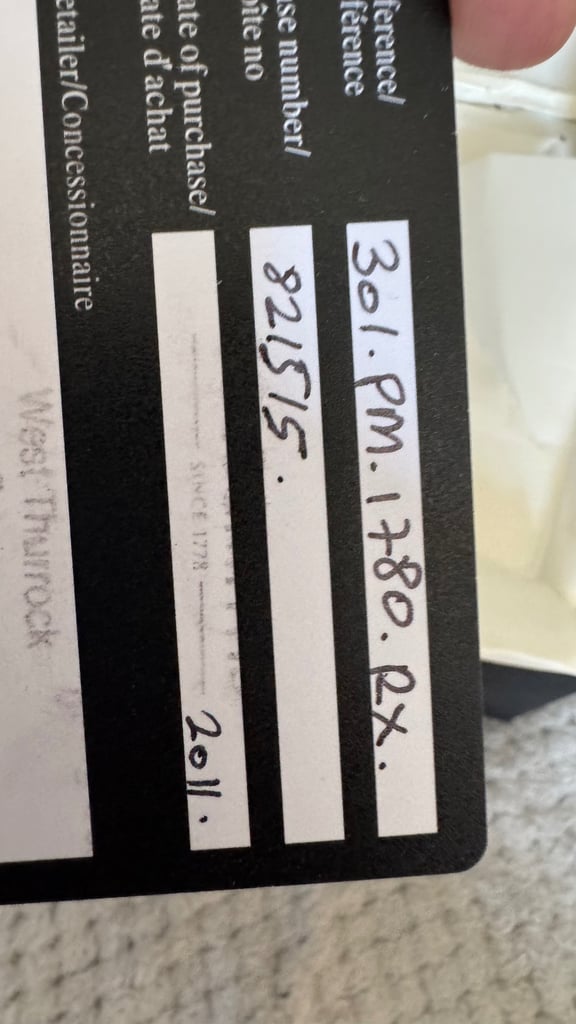 ference/
férence
301.PM.1780.RX.
se number/
oîte no
821515.
ate of purchase/
ate d'achat
SINCE 1778
2011.
etailer/Concessionnaire
West Thurrock